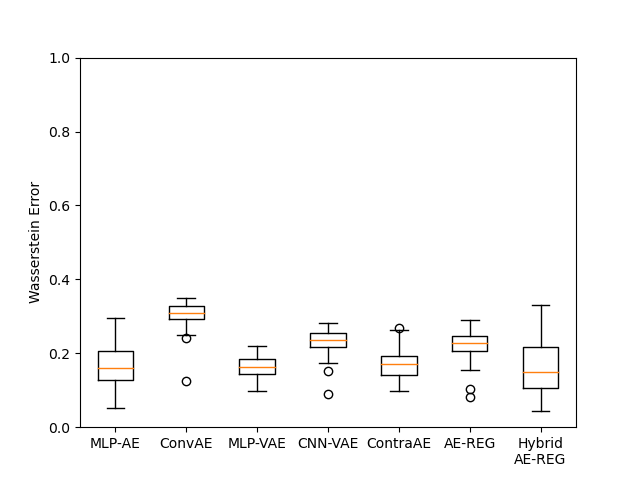 1.0
0.8
0.6
0.4
0.2
0.0
Wasserstein Error
MLP-AE ConvAE MLP-VAE CNN-VAE ContraAE AE-REG Hybrid
AE-REG